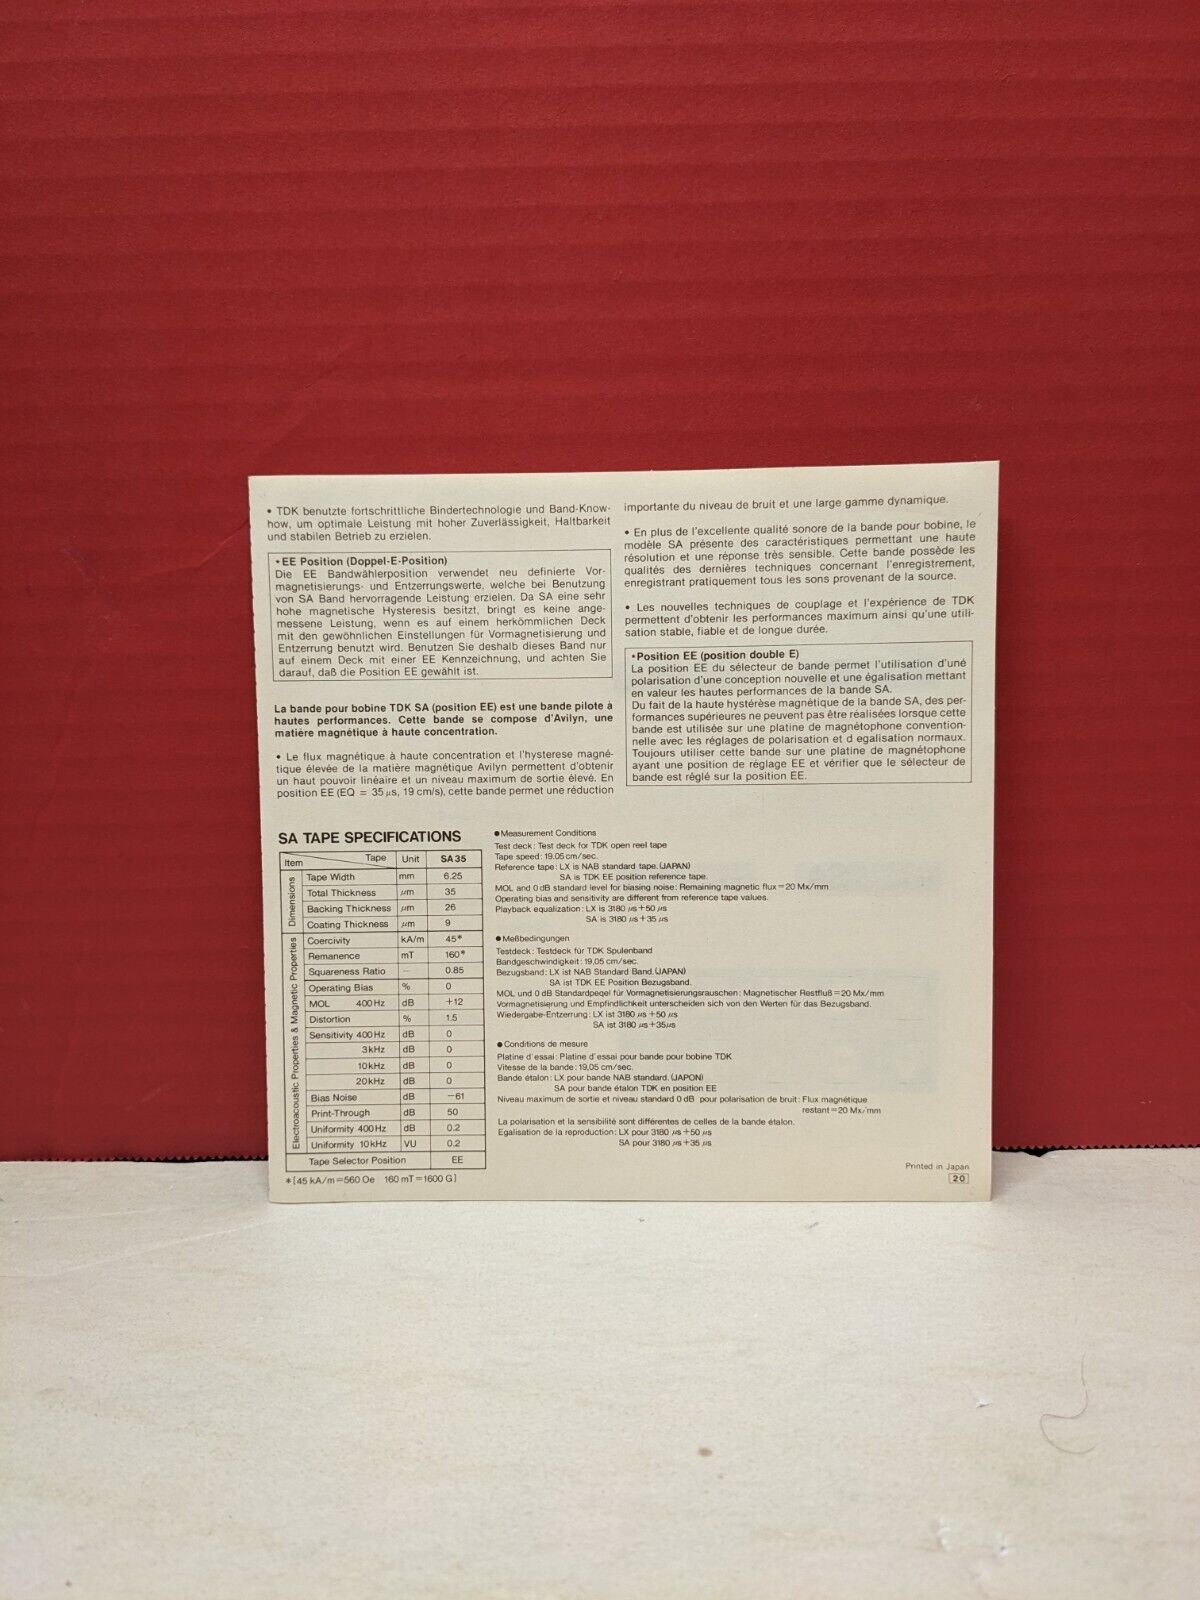 • TDK benutzte fortschrittliche Bindertechnologie und Band-Know-
how, um optimale Leistung mit hoher Zuverlässigkeit, Haltbarkeit
und stabilen Betrieb zu erzielen.
*EE Position (Doppel-E-Position)
Die EE Bandwählerposition verwendet neu definierte Vor-
magnetisierungs- und Entzerrungswerte, welche bei Benutzung
von SA Band hervorragende Leistung erzielen. Da SA eine sehr
hohe magnetische Hysteresis besitzt, bringt es keine ange-
messene Leistung, wenn es auf einem herkömmlichen Deck
mit den gewöhnlichen Einstellungen für Vormagnetisierung und
Entzerrung benutzt wird. Benutzen Sie deshalb dieses Band nur
auf einem Deck mit einer EE Kennzeichnung, und achten Sie
darauf, daß die Position EE gewählt ist.
La bande pour bobine TDK SA (position EE) est une bande pilote à
hautes performances. Cette bande se compose d'Avilyn, une
matière magnétique à haute concentration.
• Le flux magnétique à haute concentration et l'hysterese magné-
tique élevée de la matière magnétique Avilyn permettent d'obtenir
un haut pouvoir linéaire et un niveau maximum de sortie élevé. En
position EE (EQ = 35 μs, 19 cm/s), cette bande permet une réduction
importante du niveau de bruit et une large gamme dynamique.
• En plus de l'excellente qualité sonore de la bande pour bobine, le
modèle SA présente des caractéristiques permettant une haute
résolution et une réponse très sensible. Cette bande possède les
qualités des dernières techniques concernant l'enregistrement,
enregistrant pratiquement tous les sons provenant de la source.
• Les nouvelles techniques de couplage et l'expérience de TDK
permettent d'obtenir les performances maximum ainsi qu'une utili-
sation stable, fiable et de longue durée.
*Position EE (position double E)
La position EE du sélecteur de bande permet l'utilisation d'uné
polarisation d'une conception nouvelle et une égalisation mettant
en valeur les hautes performances de la bande SA.
Du fait de la haute hystérèse magnétique de la bande SA, des per-
formances supérieures ne peuvent pas être réalisées lorsque cette
bande est utilisée sur une platine de magnétophone convention-
nelle avec les réglages de polarisation et d egalisation normaux.
Toujours utiliser cette bande sur une platine de magnétophone
ayant une position de réglage EE et vérifier que le sélecteur de
bande est réglé sur la position EE.
SA TAPE SPECIFICATIONS
Item Tape Unit SA35
Dimensions
Tape Width mm 6.25
Total Thickness μm 35
Backing Thickness μm 26
Coating Thickness μm 9
Electroacoustic Properties & Magnetic Properties
Coercivity kA/m 45*
Remanence mT 160*
Squareness Ratio — 0.85
Operating Bias % 0
MOL 400Hz dB +12
Distortion % 1.5
Sensitivity 400Hz dB 0
3kHz dB 0
10kHz dB 0
20kHz dB 0
Bias Noise dB −61
Print-Through dB 50
Uniformity 400Hz dB 0.2
Uniformity 10kHz VU 0.2
Tape Selector Position EE
*[45 kA/m=560 Oe 160 mT=1600 G]
● Measurement Conditions
Test deck: Test deck for TDK open reel tape
Tape speed: 19.05 cm/sec.
Reference tape: LX is NAB standard tape. (JAPAN)
SA is TDK EE position reference tape.
MOL and 0 dB standard level for biasing noise: Remaining magnetic flux=20 Mx/mm
Operating bias and sensitivity are different from reference tape values.
Playback equalization: LX is 3180 μs+50 μs
SA is 3180 μs+35 μs
● Meßbedingungen
Testdeck: Testdeck für TDK Spulenband
Bandgeschwindigkeit: 19,05 cm/sec.
Bezugsband: LX ist NAB Standard Band. (JAPAN)
SA ist TDK EE Position Bezugsband.
MOL und 0 dB Standardpegel für Vormagnetisierungsrauschen: Magnetischer Restfluß=20 Mx/mm
Vormagnetisierung und Empfindlichkeit unterscheiden sich von den Werten für das Bezugsband.
Wiedergabe-Entzerrung: LX ist 3180 μs+50 μs
SA ist 3180 μs+35μs
● Conditions de mesure
Platine d'essai: Platine d'essai pour bande pour bobine TDK
Vitesse de la bande: 19,05 cm/sec.
Bande étalon: LX pour bande NAB standard. (JAPON)
SA pour bande étalon TDK en position EE
Niveau maximum de sortie et niveau standard 0 dB pour polarisation de bruit: Flux magnétique
restant=20 Mx/mm
La polarisation et la sensibilité sont différentes de celles de la bande étalon.
Egalisation de la reproduction: LX pour 3180 μs+50 μs
SA pour 3180 μs+35 μs
Printed in Japan
20